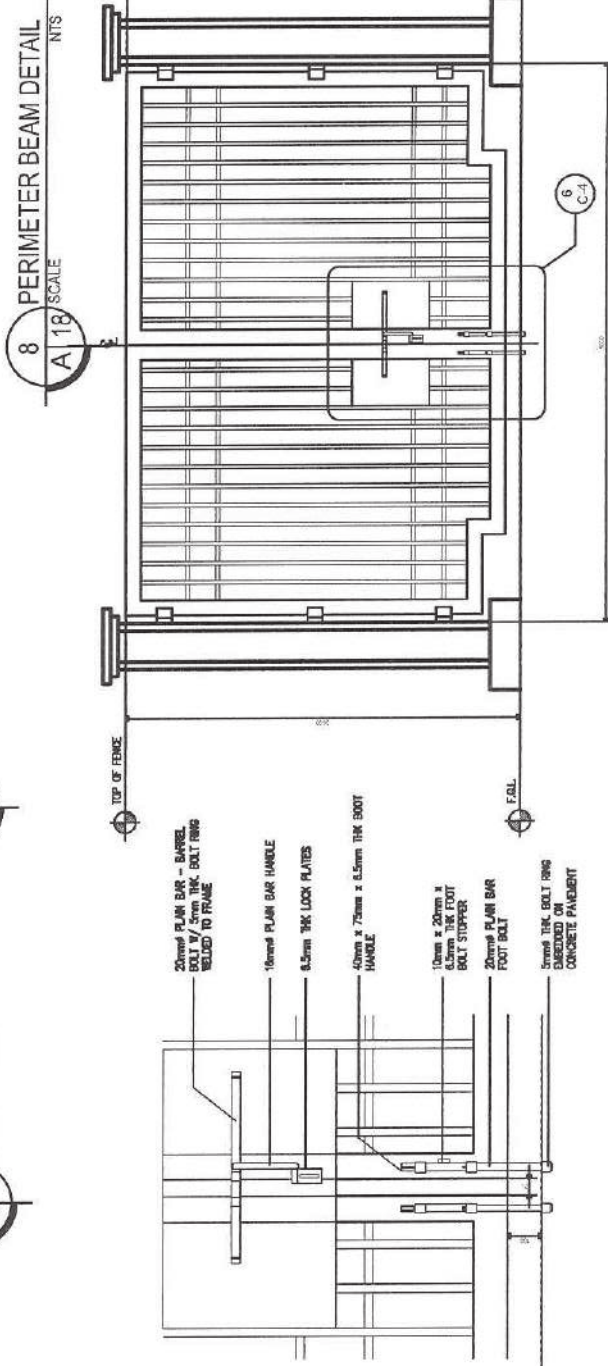 8
A 18
PERIMETER BEAM DETAIL
SCALE
NTS
TOP OF FENCE
F.G.L.
6
C-4
20mmø PLAIN BAR - BARREL
BOLT W/ 5mm THK. BOLT RING
WELDED TO FRAME
16mmø PLAIN BAR HANDLE
6.5mm THK LOCK PLATES
40mm x 75mm x 6.5mm THK BOOT
HANDLE
10mm x 20mm x
6.5mm THK FOOT
BOLT STOPPER
20mmø PLAIN BAR
FOOT BOLT
5mmø THK. BOLT RING
EMBEDDED ON
CONCRETE PAVEMENT